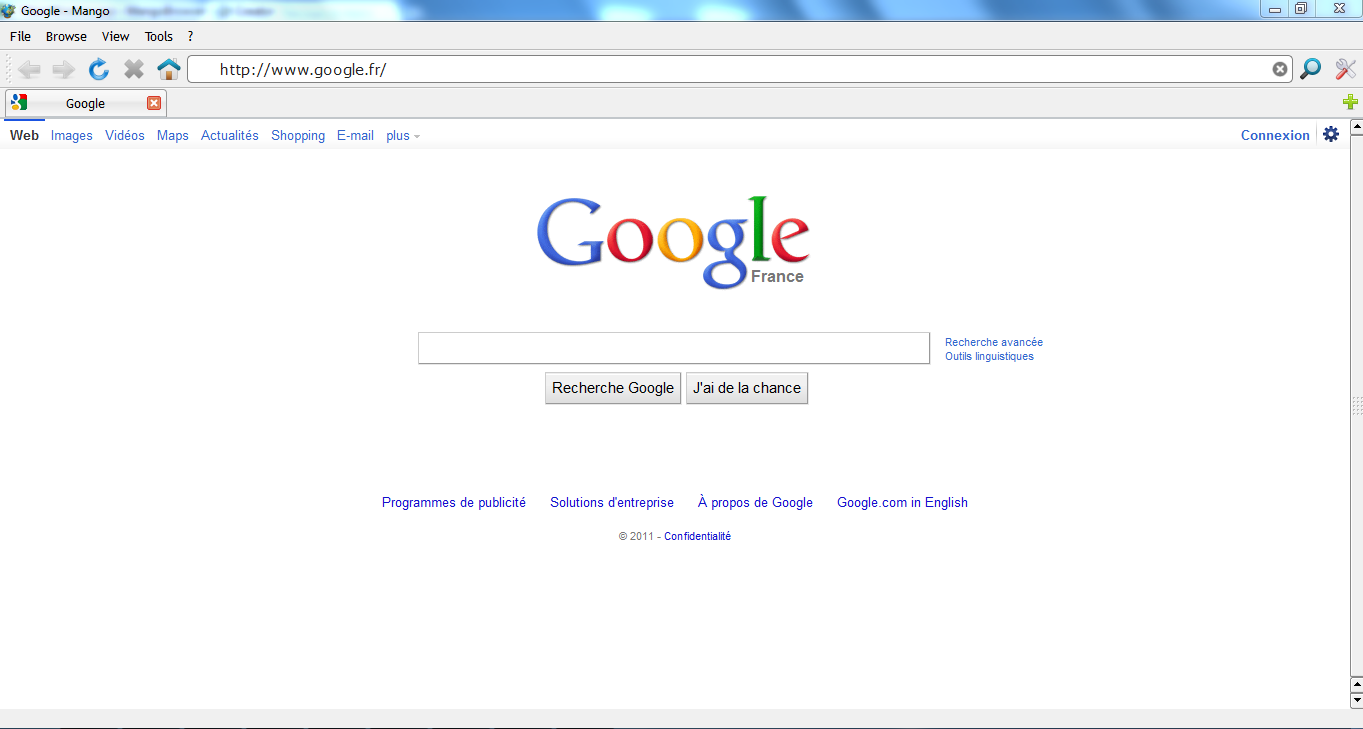 Google - Mango
File Browse View Tools ?
http://www.google.fr/
Google
Web Images Vidéos Maps Actualités Shopping E-mail plus Connexion
Google
France
Recherche avancée
Outils linguistiques
Recherche Google J'ai de la chance
Programmes de publicité Solutions d'entreprise À propos de Google Google.com in English
© 2011 - Confidentialité